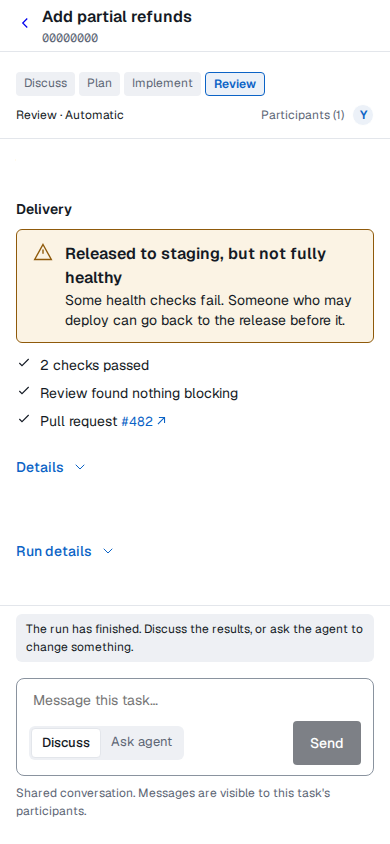 Add partial refunds
00000000
Discuss Plan Implement Review
Review · Automatic Participants (1) Y
Delivery
Released to staging, but not fully
healthy
Some health checks fail. Someone who may
deploy can go back to the release before it.
2 checks passed
Review found nothing blocking
Pull request #482 ↗
Details
Run details
The run has finished. Discuss the results, or ask the agent to
change something.
Message this task...
Discuss Ask agent Send
Shared conversation. Messages are visible to this task's
participants.